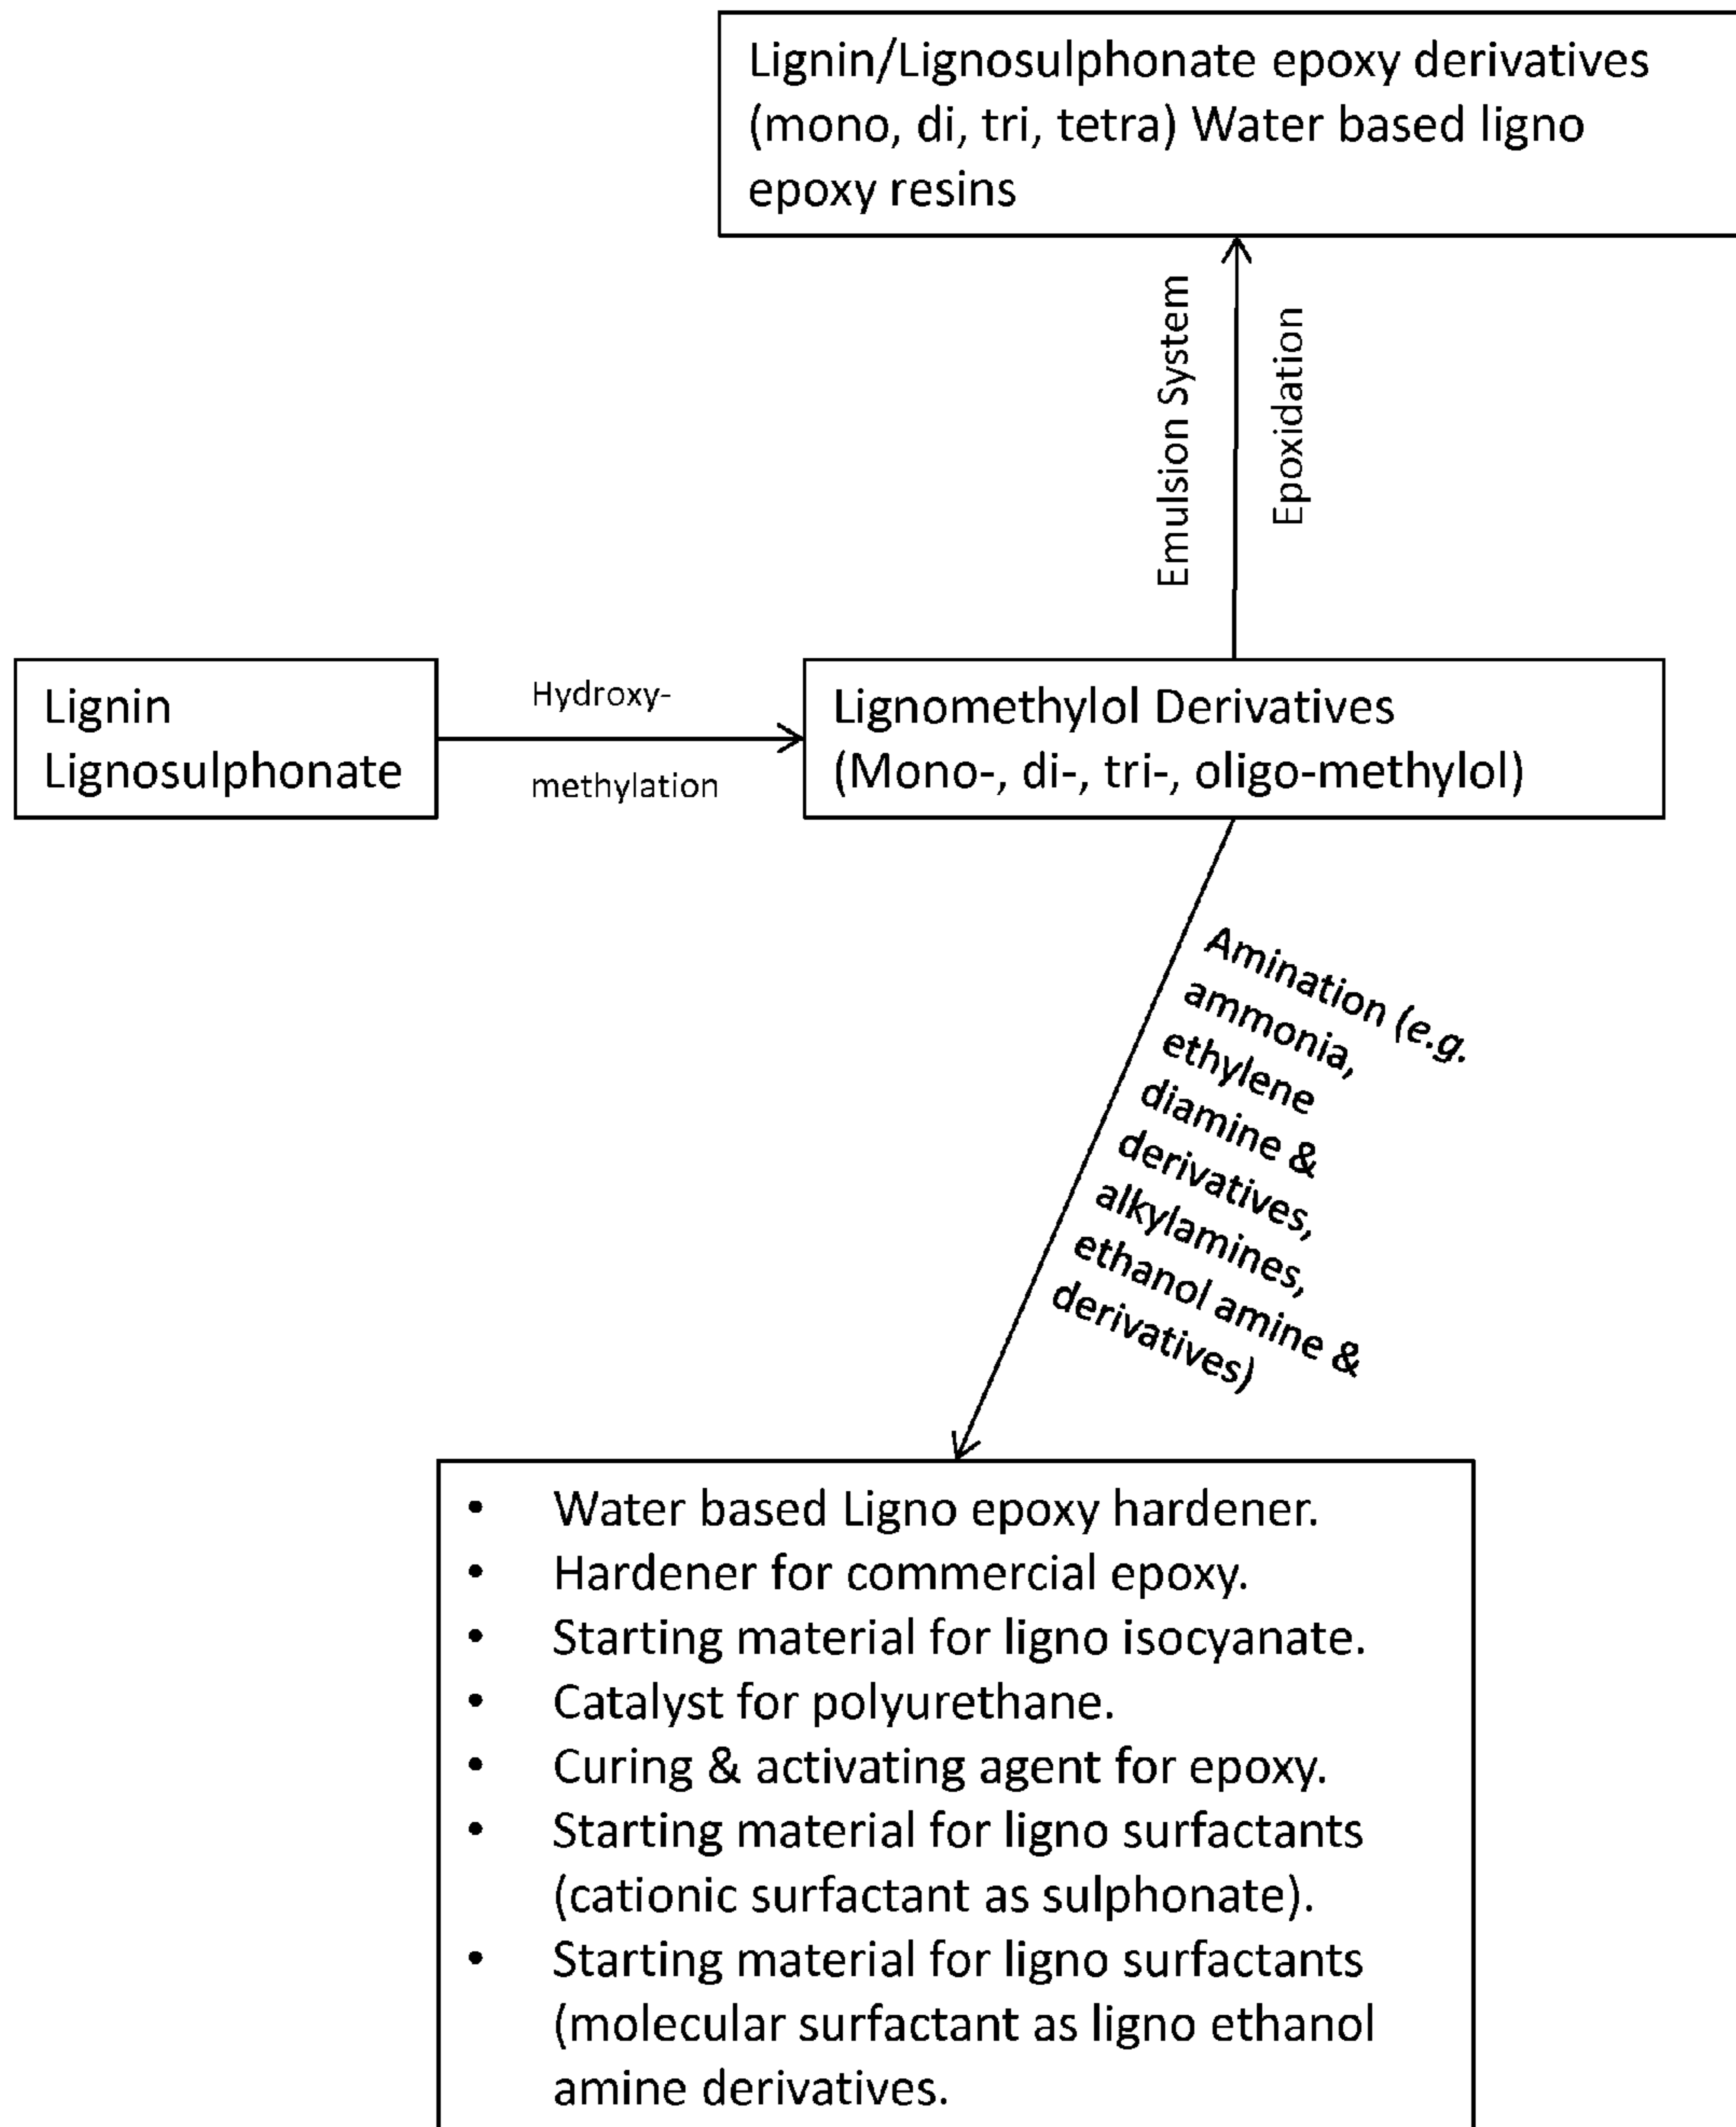 Lignin/Lignosulphonate epoxy derivatives
(mono, di, tri, tetra) Water based ligno
epoxy resins
Emulsion System
Epoxidation
Lignin
Lignosulphonate
Hydroxy-
methylation
Lignomethylol Derivatives
(Mono-, di-, tri-, oligo-methylol)
Amination (e.g.
ammonia,
ethylene
diamine &
derivatives,
alkylamines,
ethanol amine &
derivatives)
• Water based Ligno epoxy hardener.
• Hardener for commercial epoxy.
• Starting material for ligno isocyanate.
• Catalyst for polyurethane.
• Curing & activating agent for epoxy.
• Starting material for ligno surfactants
(cationic surfactant as sulphonate).
• Starting material for ligno surfactants
(molecular surfactant as ligno ethanol
amine derivatives.